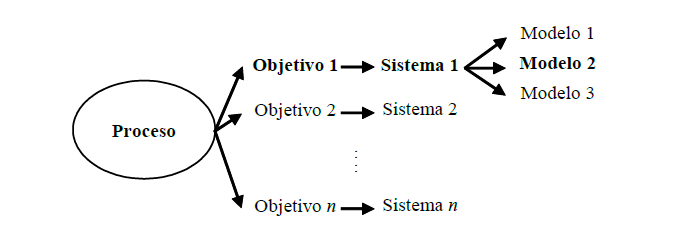 Modelo 1
Objetivo 1 Sistema 1 Modelo 2
Modelo 3
Proceso Objetivo 2 Sistema 2
Objetivo n Sistema n